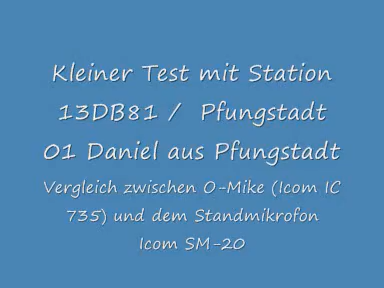 Kleiner Test mit Station
13DB81 / Pfungstadt
01 Daniel aus Pfungstadt
Vergleich zwischen O-Mike (Icom IC
735) und dem Standmikrofon
Icom SM-20